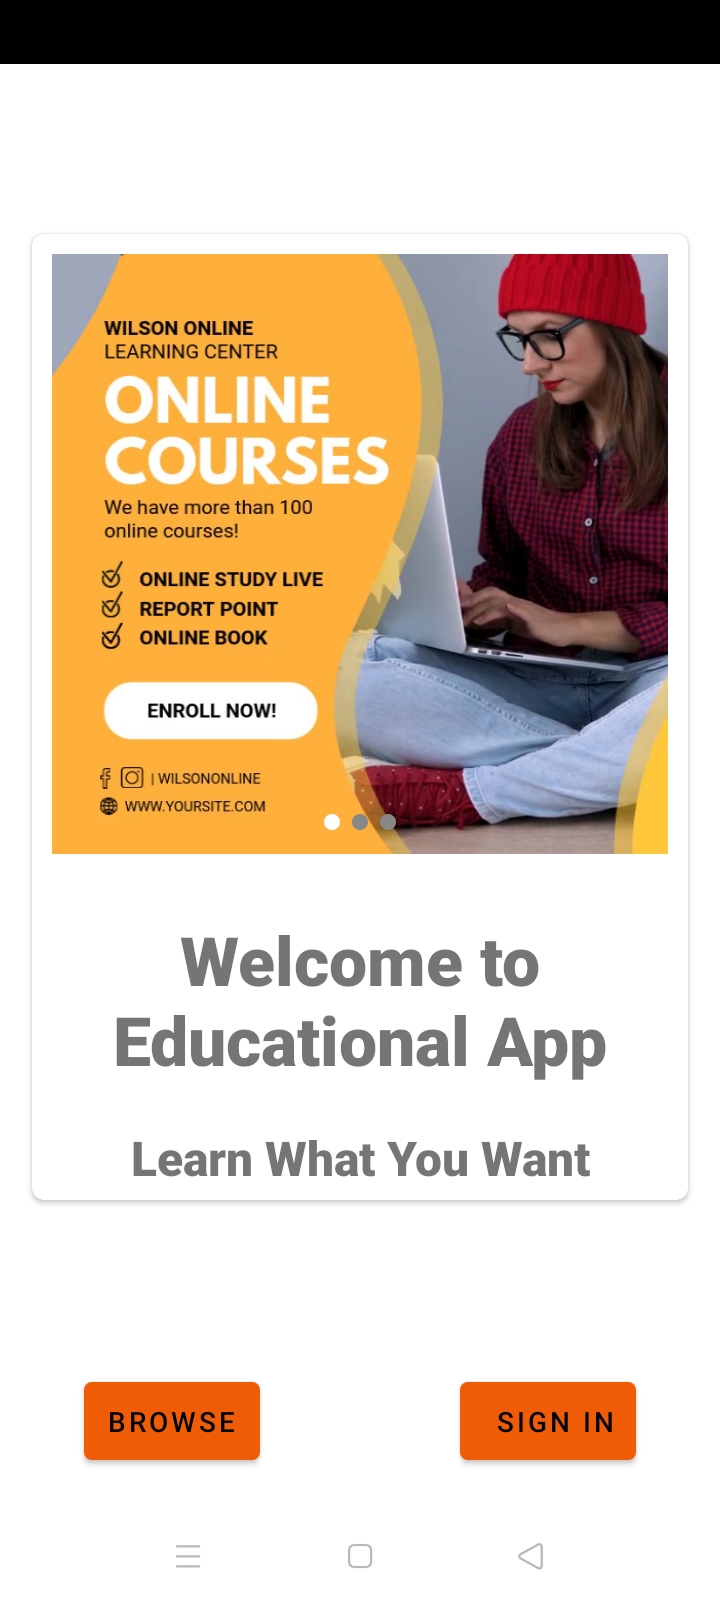 WILSON ONLINE
LEARNING CENTER
ONLINE
COURSES
We have more than 100
online courses!
ONLINE STUDY LIVE
REPORT POINT
ONLINE BOOK
ENROLL NOW!
| WILSONONLINE
WWW.YOURSITE.COM
Welcome to
Educational App
Learn What You Want
BROWSE
SIGN IN